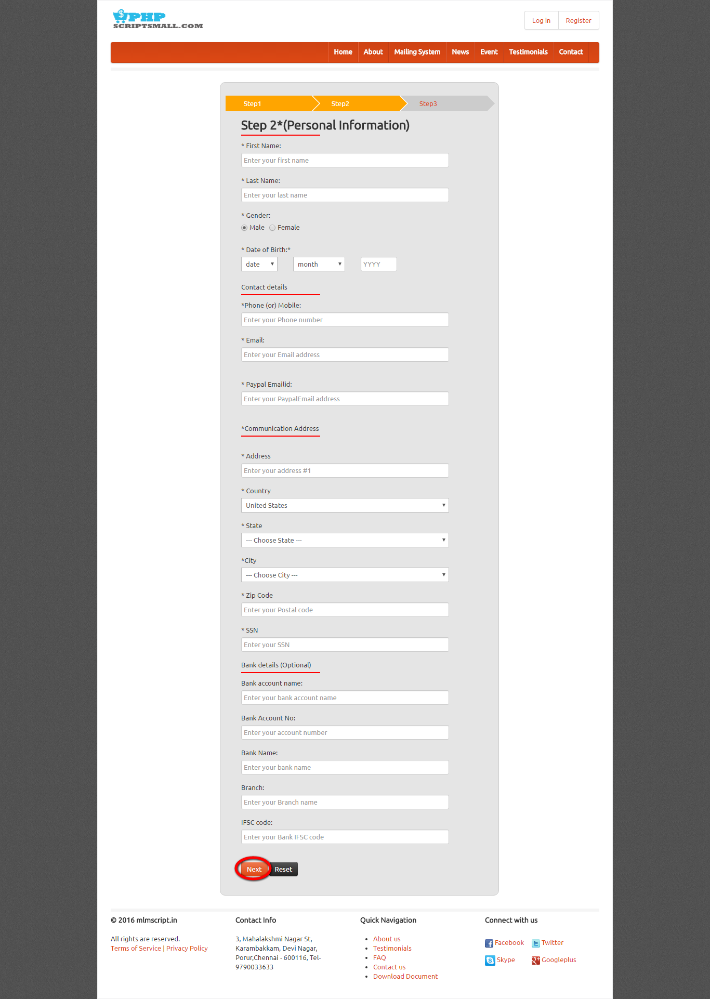 PHP
SCRIPTSMALL.COM
Log in
Register
Home
About
Mailing System
News
Event
Testimonials
Contact
Step1
Step2
Step3
Step 2*(Personal Information)
* First Name:
Enter your first name
* Last Name:
Enter your last name
* Gender:
Male Female
* Date of Birth:*
date month YYYY
Contact details
*Phone (or) Mobile:
Enter your Phone number
* Email:
Enter your Email address
* Paypal Emailid:
Enter your PaypalEmail address
*Communication Address
* Address
Enter your address #1
* Country
United States
* State
--- Choose State ---
*City
--- Choose City ---
* Zip Code
Enter your Postal code
* SSN
Enter your SSN
Bank details (Optional)
Bank account name:
Enter your bank account name
Bank Account No:
Enter your account number
Bank Name:
Enter your bank name
Branch:
Enter your Branch name
IFSC code:
Enter your Bank IFSC code
Next Reset
© 2016 mlmscript.in
All rights are reserved.
Terms of Service | Privacy Policy
Contact Info
3, Mahalakshmi Nagar St,
Karambakkam, Devi Nagar,
Porur,Chennai - 600116, Tel-
9790033633
Quick Navigation
About us
Testimonials
FAQ
Contact us
Download Document
Connect with us
Facebook Twitter
Skype Googleplus